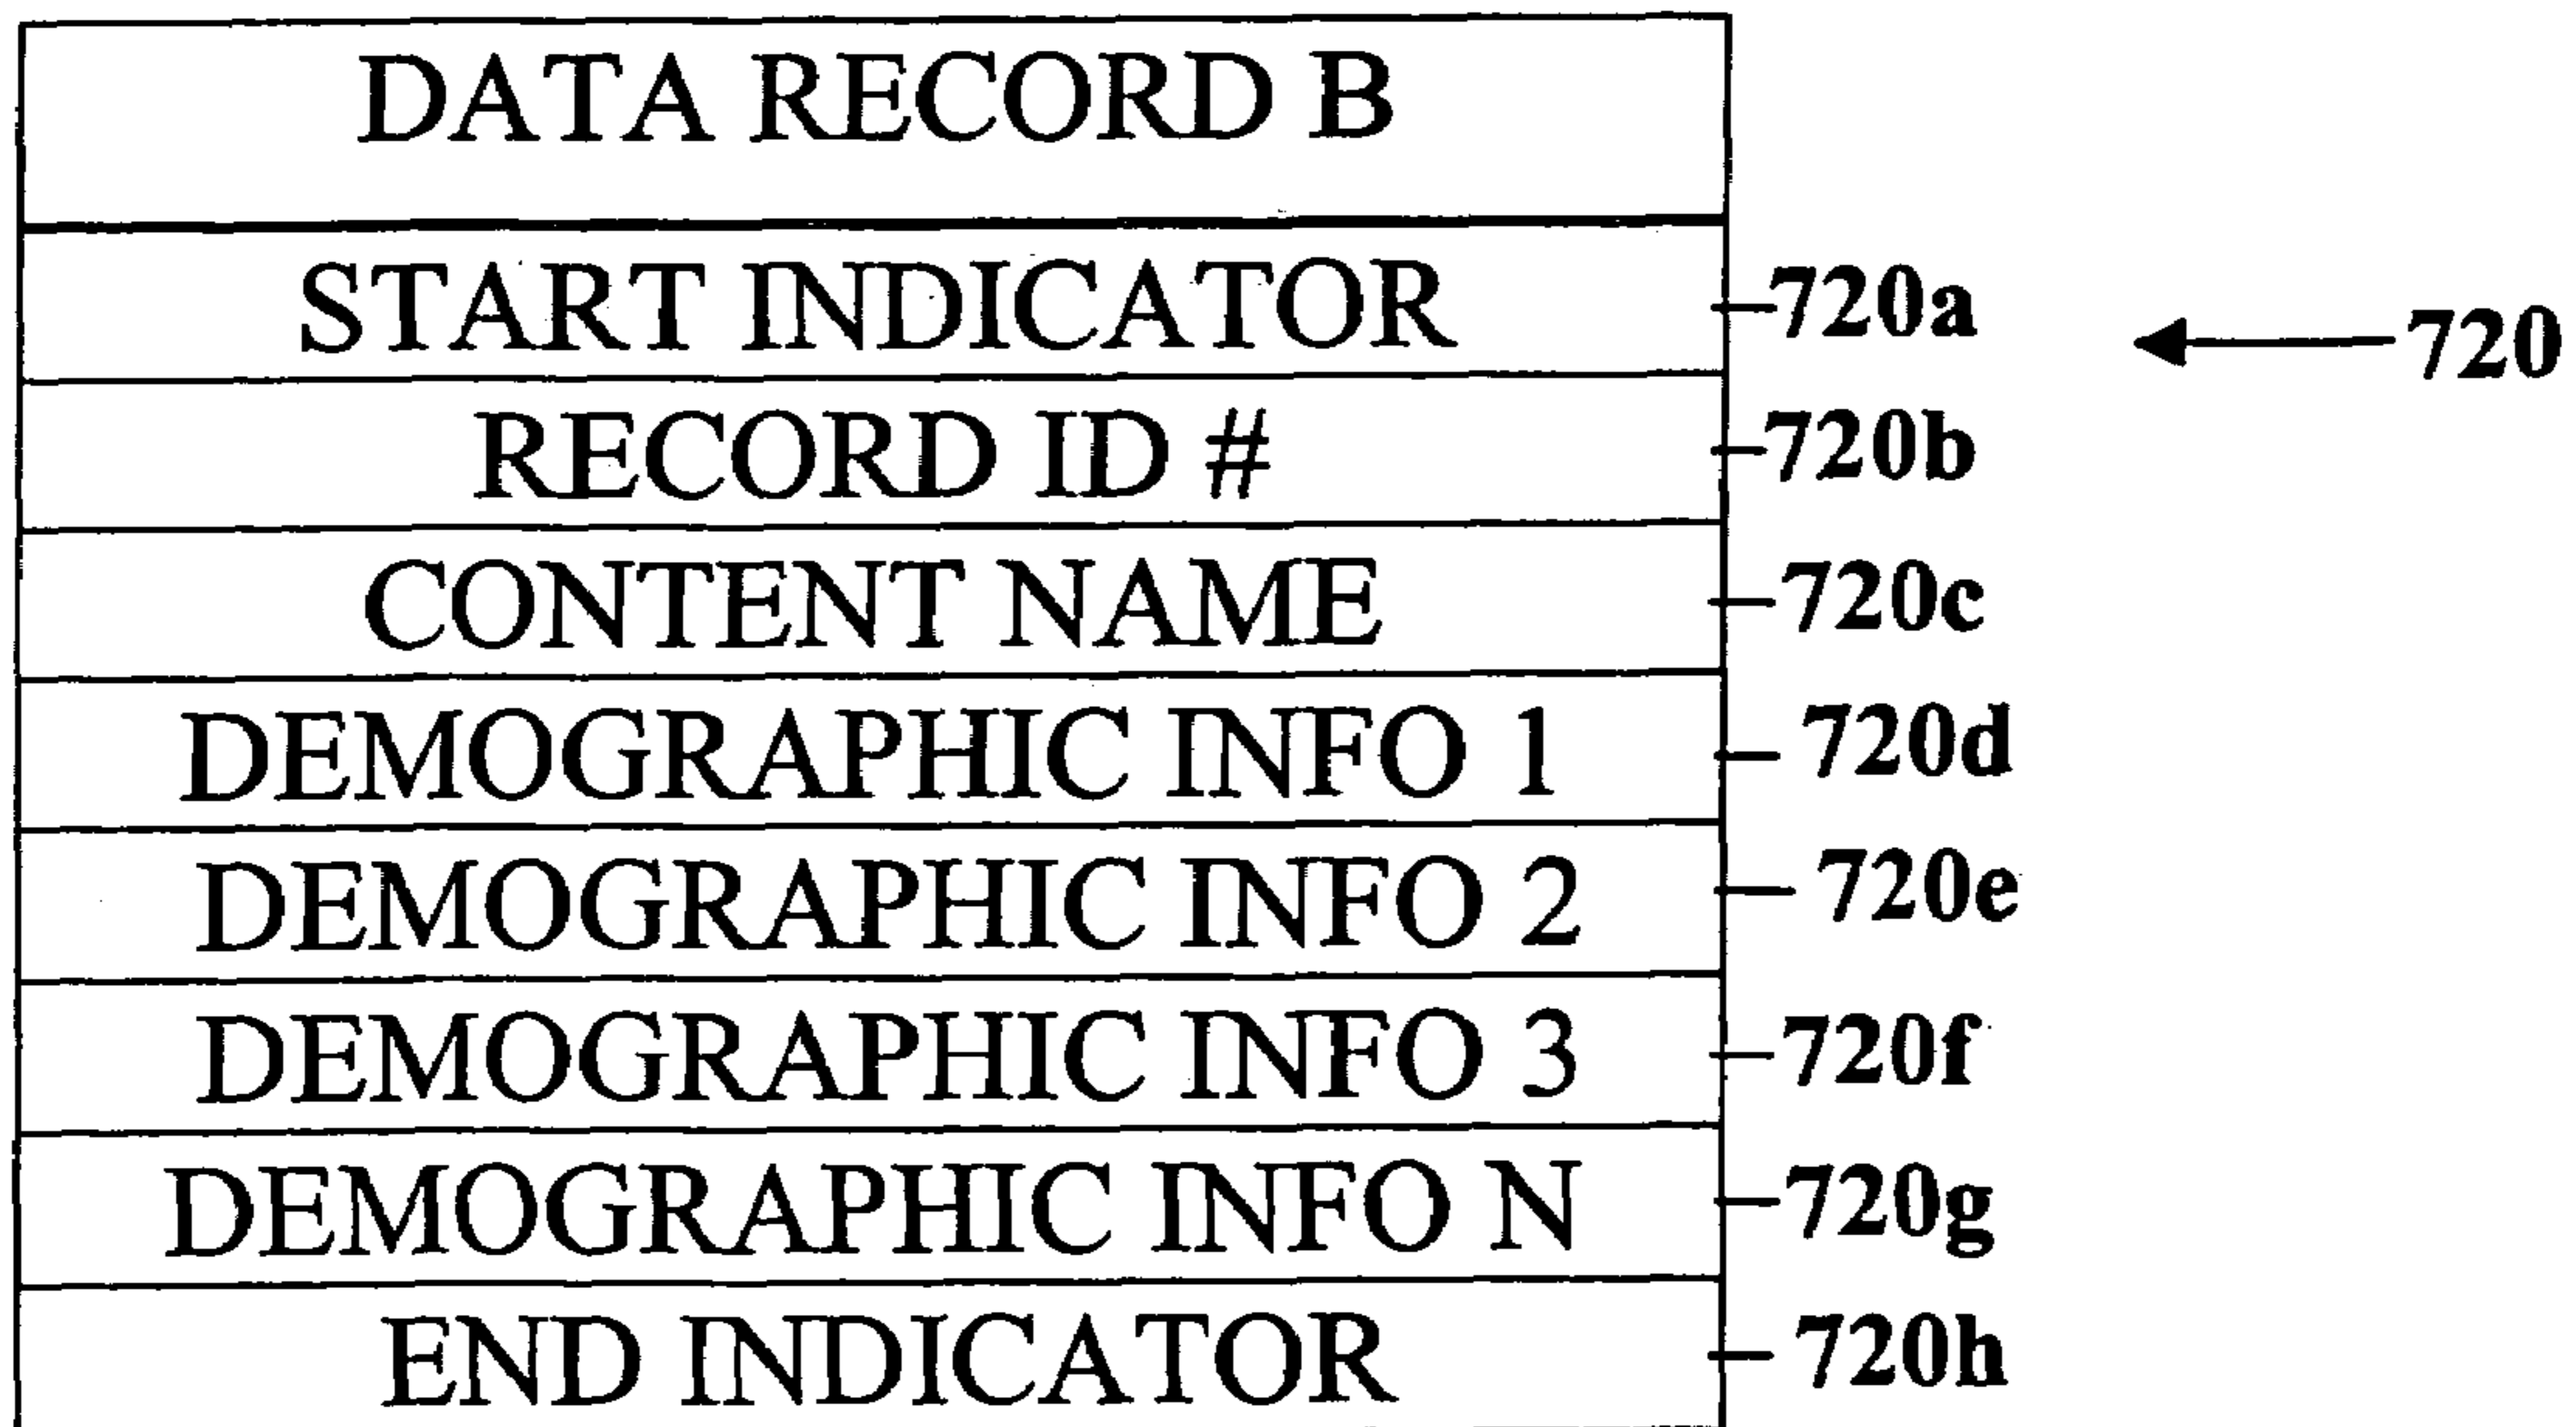 DATA RECORD B
START INDICATOR 720a
720
RECORD ID # 720b
CONTENT NAME 720c
DEMOGRAPHIC INFO 1 720d
DEMOGRAPHIC INFO 2 720e
DEMOGRAPHIC INFO 3 720f
DEMOGRAPHIC INFO N 720g
END INDICATOR 720h